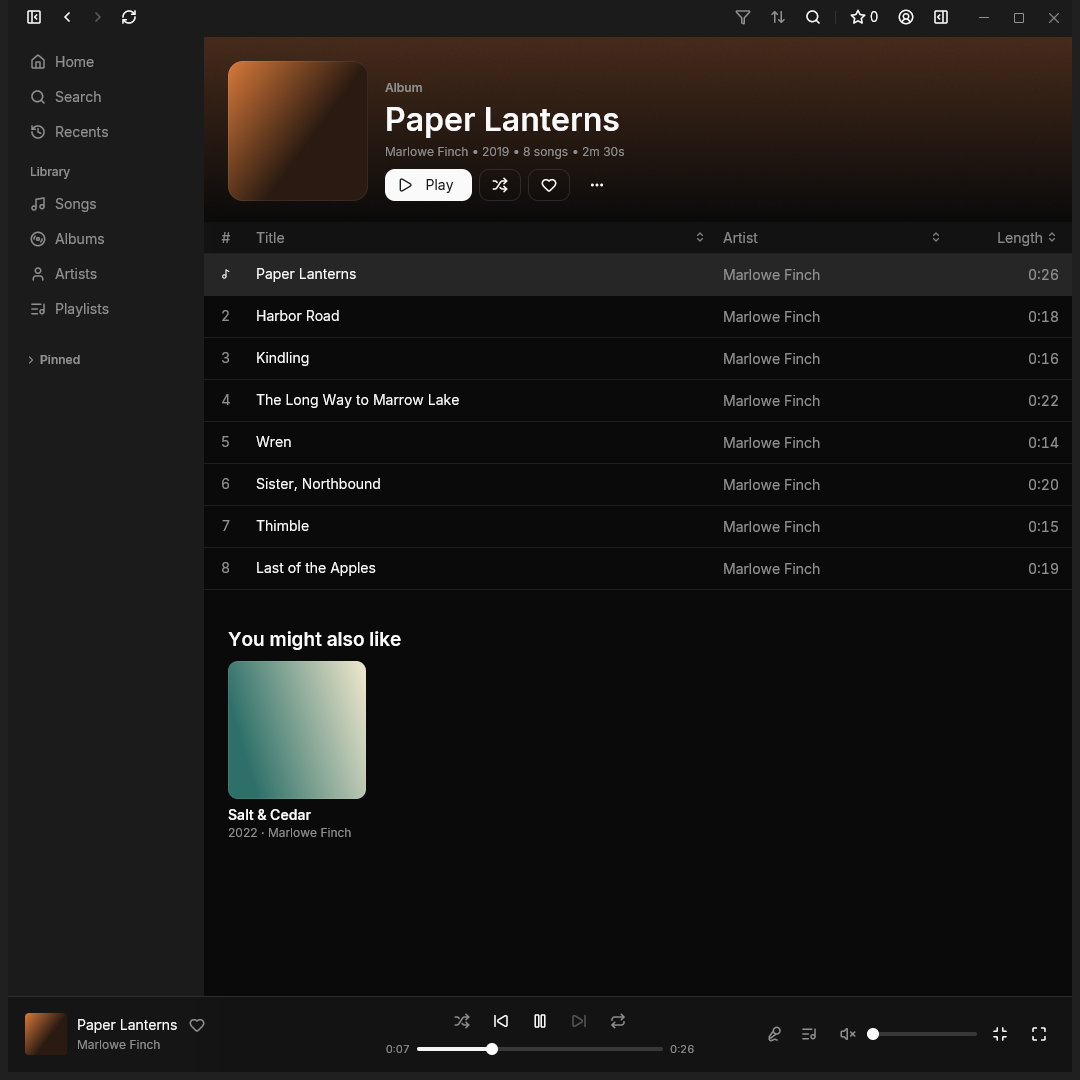 0
Home
Search
Recents
Library
Songs
Albums
Artists
Playlists
Pinned
Album
Paper Lanterns
Marlowe Finch • 2019 • 8 songs • 2m 30s
Play
# Title Artist Length
Paper Lanterns Marlowe Finch 0:26
2 Harbor Road Marlowe Finch 0:18
3 Kindling Marlowe Finch 0:16
4 The Long Way to Marrow Lake Marlowe Finch 0:22
5 Wren Marlowe Finch 0:14
6 Sister, Northbound Marlowe Finch 0:20
7 Thimble Marlowe Finch 0:15
8 Last of the Apples Marlowe Finch 0:19
You might also like
Salt & Cedar
2022 · Marlowe Finch
Paper Lanterns
Marlowe Finch
0:07 0:26